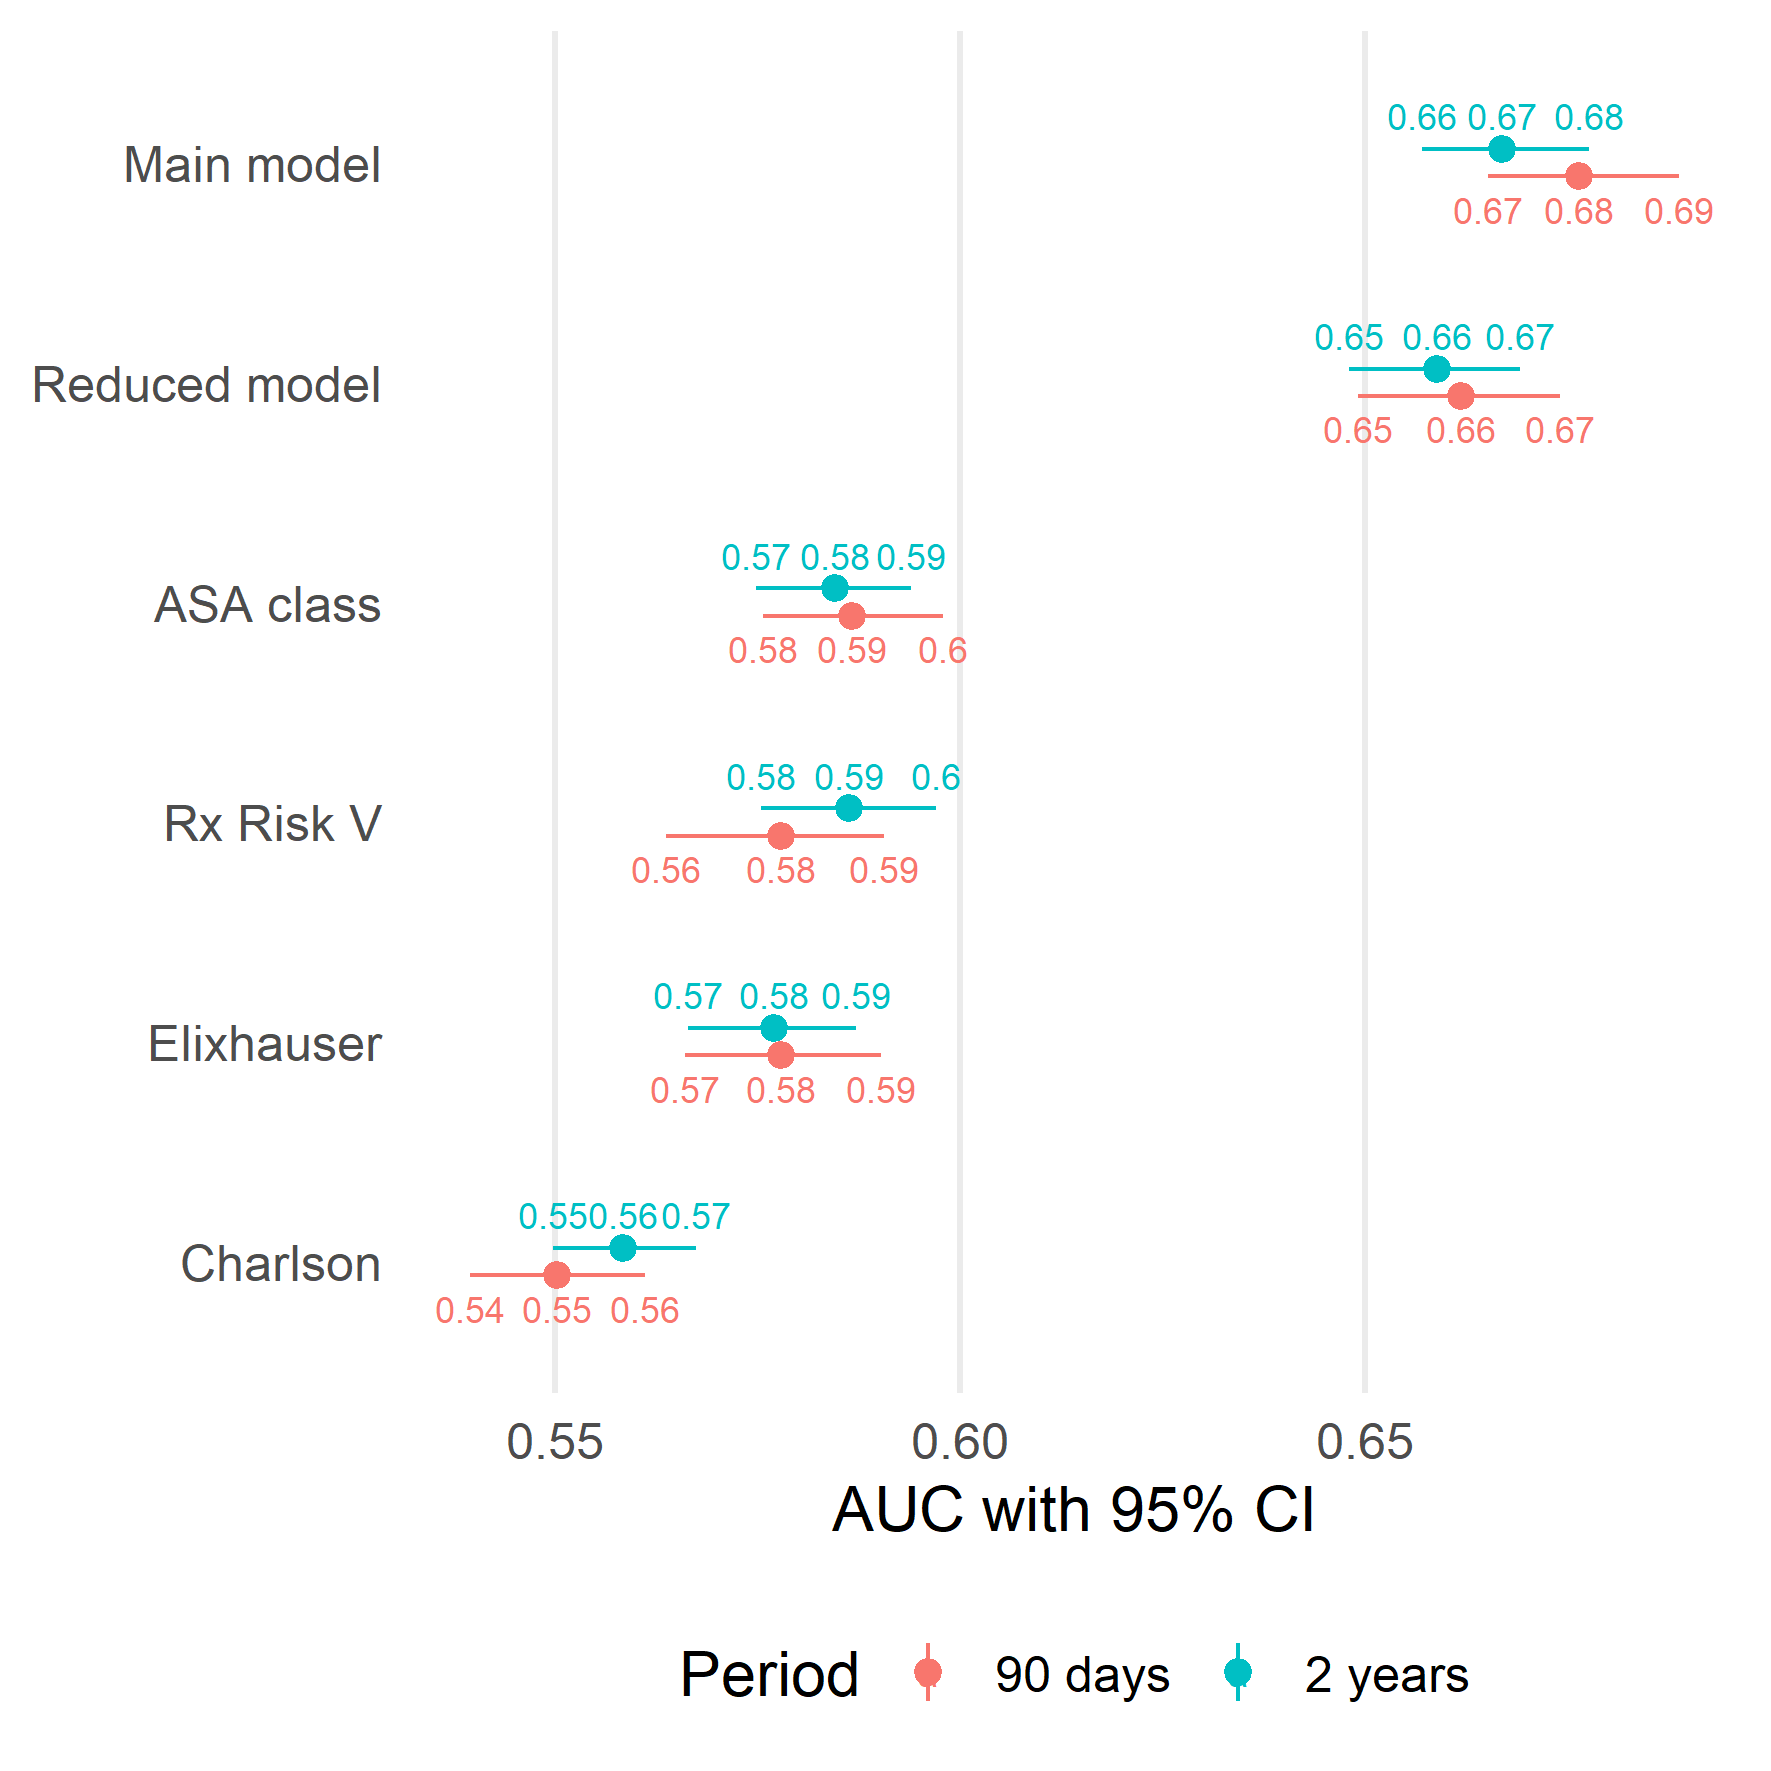 0.66 0.67 0.68
Main model
0.67 0.68 0.69
0.65 0.66 0.67
Reduced model
0.65 0.66 0.67
0.57 0.58 0.59
ASA class
0.58 0.59 0.6
0.58 0.59 0.6
Rx Risk V
0.56 0.58 0.59
0.57 0.58 0.59
Elixhauser
0.57 0.58 0.59
0.55 0.56 0.57
Charlson
0.54 0.55 0.56
0.55 0.60 0.65
AUC with 95% CI
Period 90 days 2 years